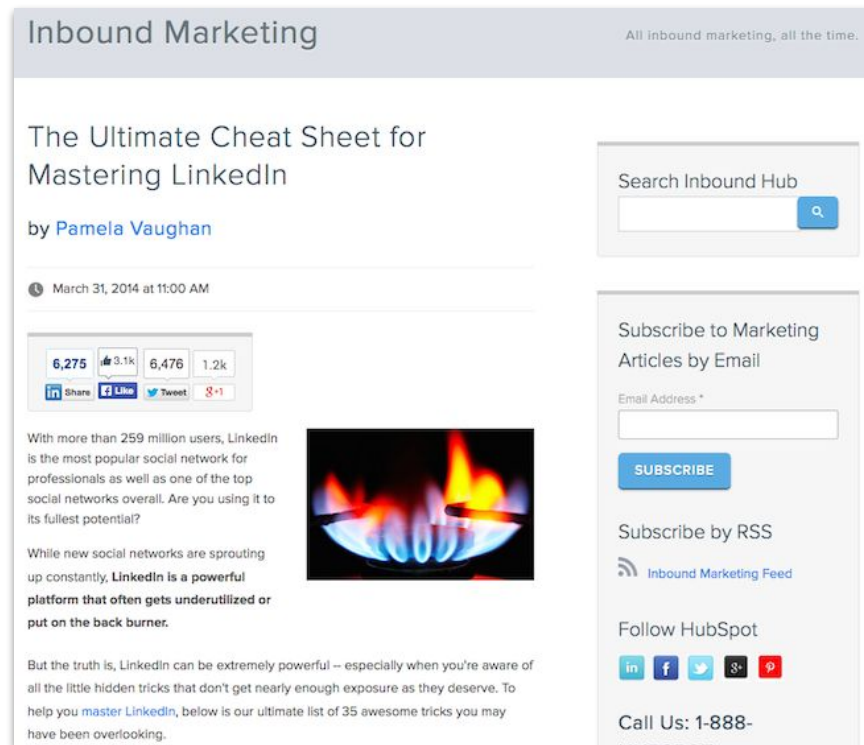 Inbound Marketing
All inbound marketing, all the time.
The Ultimate Cheat Sheet for
Mastering LinkedIn
by Pamela Vaughan
March 31, 2014 at 11:00 AM
6,275
3.1k
6,476
1.2k
in Share
f Like
Tweet
g+1
With more than 259 million users, LinkedIn
is the most popular social network for
professionals as well as one of the top
social networks overall. Are you using it to
its fullest potential?
While new social networks are sprouting
up constantly, LinkedIn is a powerful
platform that often gets underutilized or
put on the back burner.
But the truth is, LinkedIn can be extremely powerful – especially when you're aware of
all the little hidden tricks that don't get nearly enough exposure as they deserve. To
help you master LinkedIn, below is our ultimate list of 35 awesome tricks you may
have been overlooking.
Search Inbound Hub
Subscribe to Marketing
Articles by Email
Email Address *
SUBSCRIBE
Subscribe by RSS
Inbound Marketing Feed
Follow HubSpot
in f g+
Call Us: 1-888-